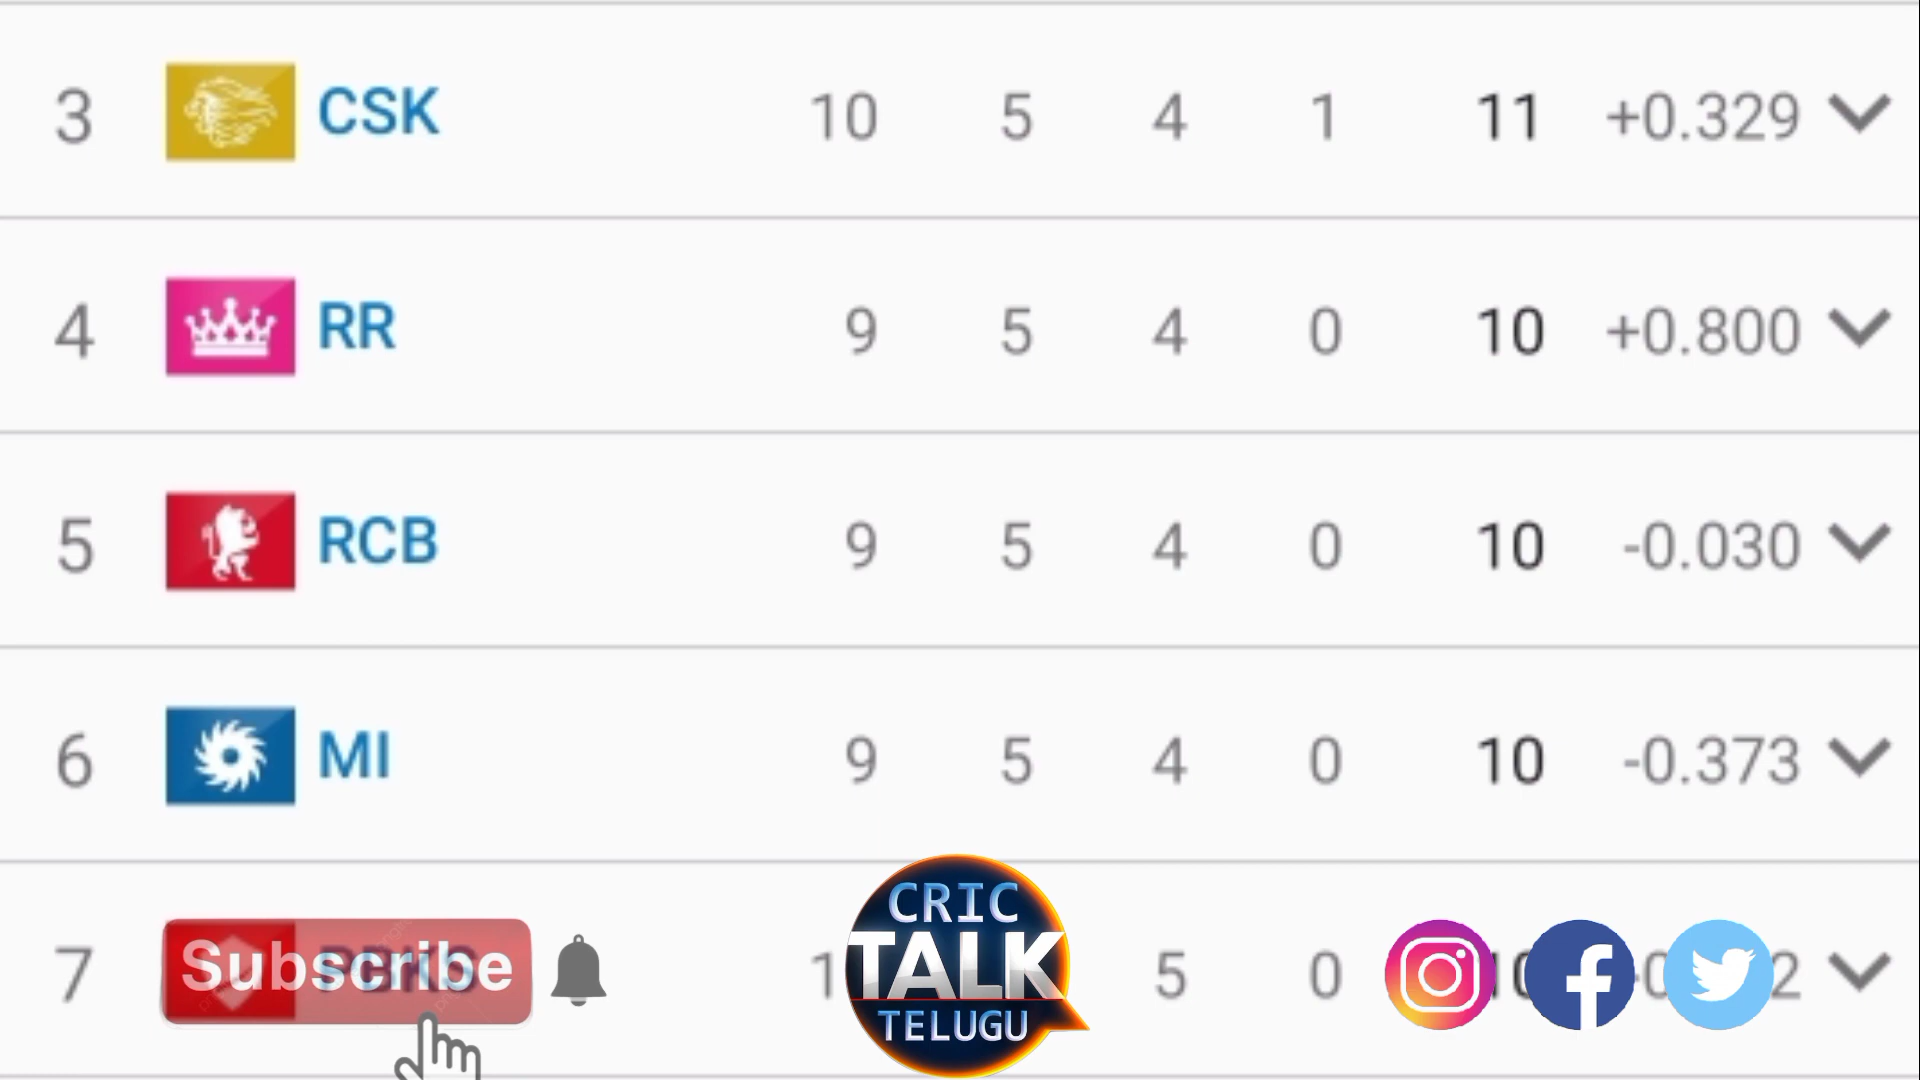 3 CSK 10 5 4 1 11 +0.329
4 RR 9 5 4 0 10 +0.800
5 RCB 9 5 4 0 10 -0.030
6 MI 9 5 4 0 10 -0.373
7 PBKS 5 0
Subscribe
CRIC
TALK
TELUGU